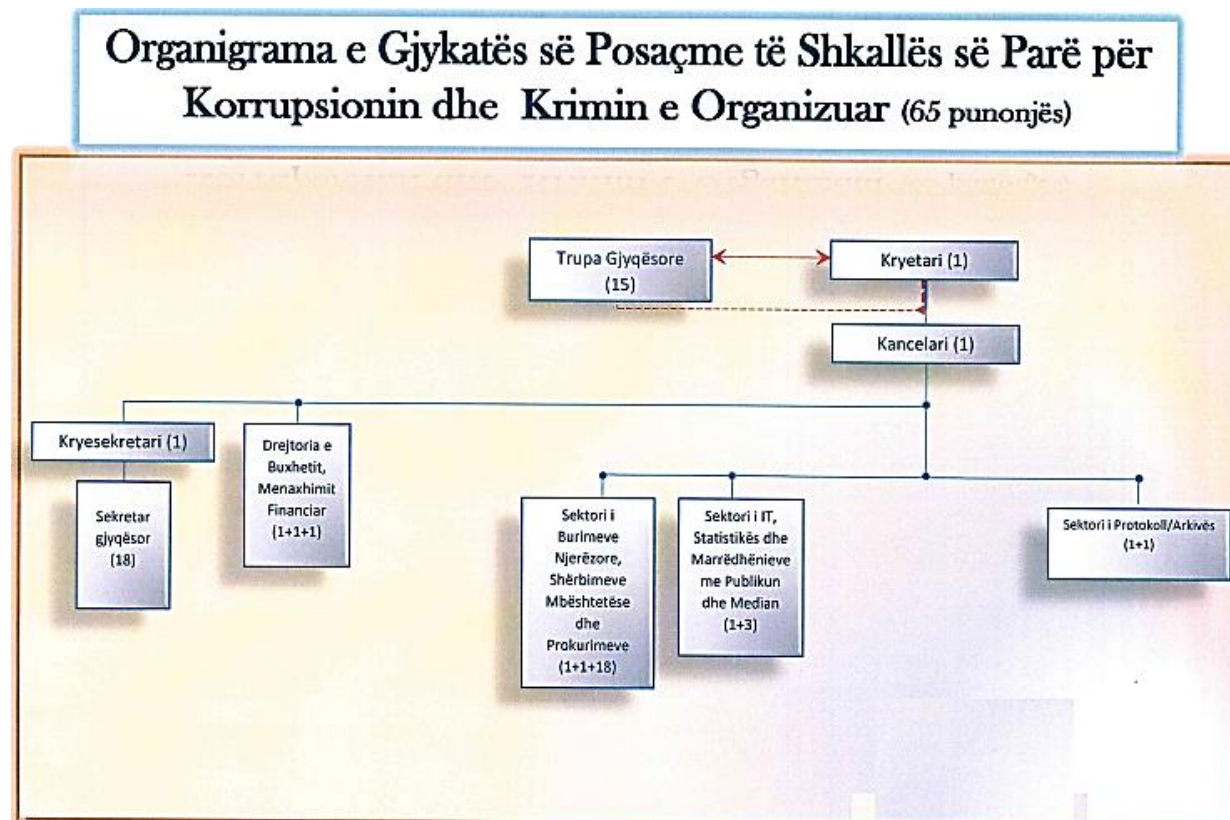 Organigrama e Gjykatës së Posaçme të Shkallës së Parë për
Korrupsionin dhe Krimin e Organizuar (65 punonjës)
Trupa Gjyqësore
(15)
Kryetari (1)
Kancelari (1)
Kryesekretari (1)
Sekretar
gjyqësor
(18)
Drejtoria e
Buxhetit,
Menaxhimit
Financiar
(1+1+1)
Sektori i
Burimeve
Njerëzore,
Shërbimeve
Mbështetëse
dhe
Prokurimeve
(1+1+18)
Sektori i IT,
Statistikës dhe
Marrëdhënieve
me Publikun
dhe Median
(1+3)
Sektori i Protokoll/Arkivës
(1+1)